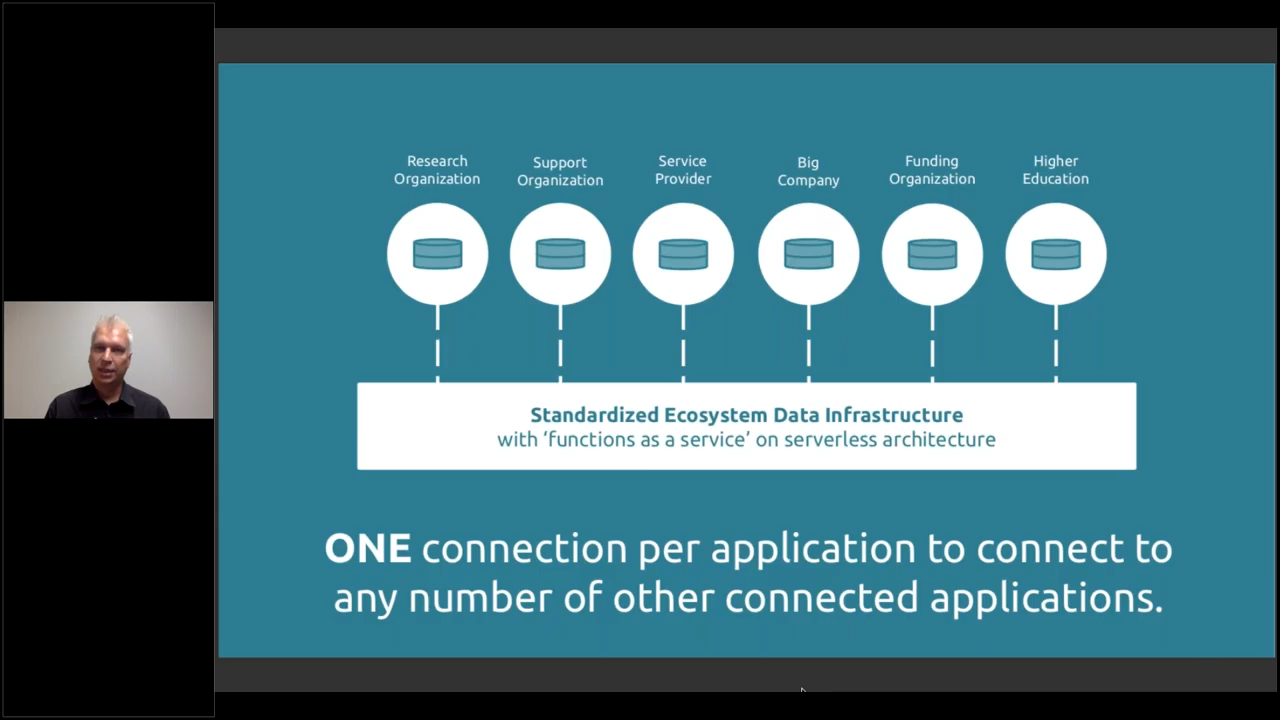 Research
Organization
Support
Organization
Service
Provider
Big
Company
Funding
Organization
Higher
Education
Standardized Ecosystem Data Infrastructure
with ‘functions as a service’ on serverless architecture
ONE connection per application to connect to
any number of other connected applications.